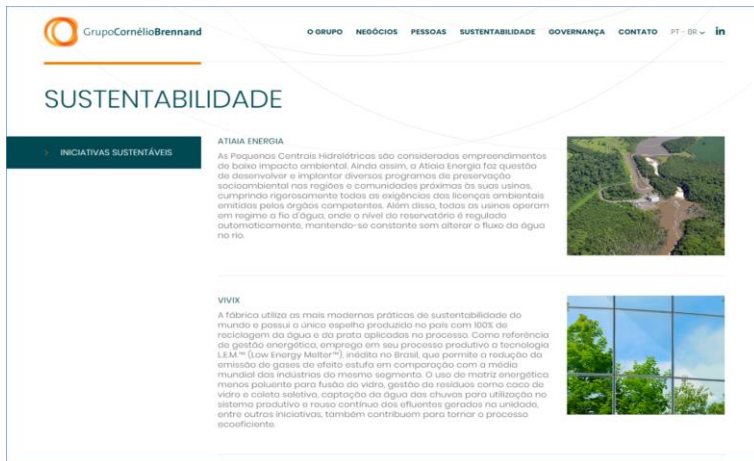 GrupoCornélioBrennand
O GRUPO NEGÓCIOS PESSOAS SUSTENTABILIDADE GOVERNANÇA CONTATO PT - BR in
SUSTENTABILIDADE
INICIATIVAS SUSTENTÁVEIS
ATIAIA ENERGIA
As Pequenas Centrais Hidrelétricas são consideradas empreendimentos
de baixo impacto ambiental. Ainda assim, a Atiaia Energia faz questão
de desenvolver e implantar diversos programas de preservação
socioambiental nas regiões e comunidades próximas às suas usinas,
cumprindo rigorosamente todas as exigências das licenças ambientais
emitidas pelos órgãos competentes. Além disso, todas as usinas operam
em regime a fio d'água, onde o nível do reservatório é regulado
automaticamente, mantendo-se constante sem alterar o fluxo da água
no rio.
VIVIX
A fábrica utiliza as mais modernas práticas de sustentabilidade do
mundo e possui o único espelho produzido no país com 100% de
reciclagem da água e da prata aplicadas no processo. Como referência
de gestão energética, emprega em seu processo produtivo a tecnologia
L.E.M.™ (Low Energy Melter™), inédita no Brasil, que permite a redução da
emissão de gases do efeito estufa em comparação com a média
mundial das indústrias do mesmo segmento. O uso de matriz energética
menos poluente para fusão do vidro, gestão de resíduos como caco de
vidro e coleta seletiva, captação da água das chuvas para utilização no
sistema produtivo e reuso contínuo dos efluentes gerados na unidade,
entre outras iniciativas, também contribuem para tornar o processo
ecoeficiente.